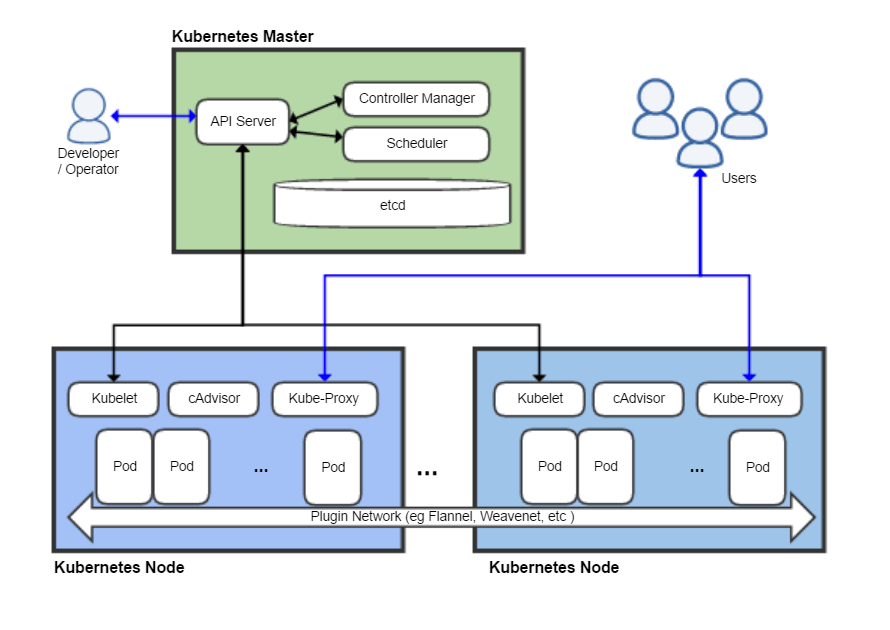 Kubernetes Master
API Server
Controller Manager
Scheduler
etcd
Developer
/ Operator
Users
Kubelet
cAdvisor
Kube-Proxy
Pod
Pod
...
Pod
...
Kubelet
cAdvisor
Kube-Proxy
Pod
Pod
...
Pod
Plugin Network (eg Flannel, Weavenet, etc )
Kubernetes Node
Kubernetes Node